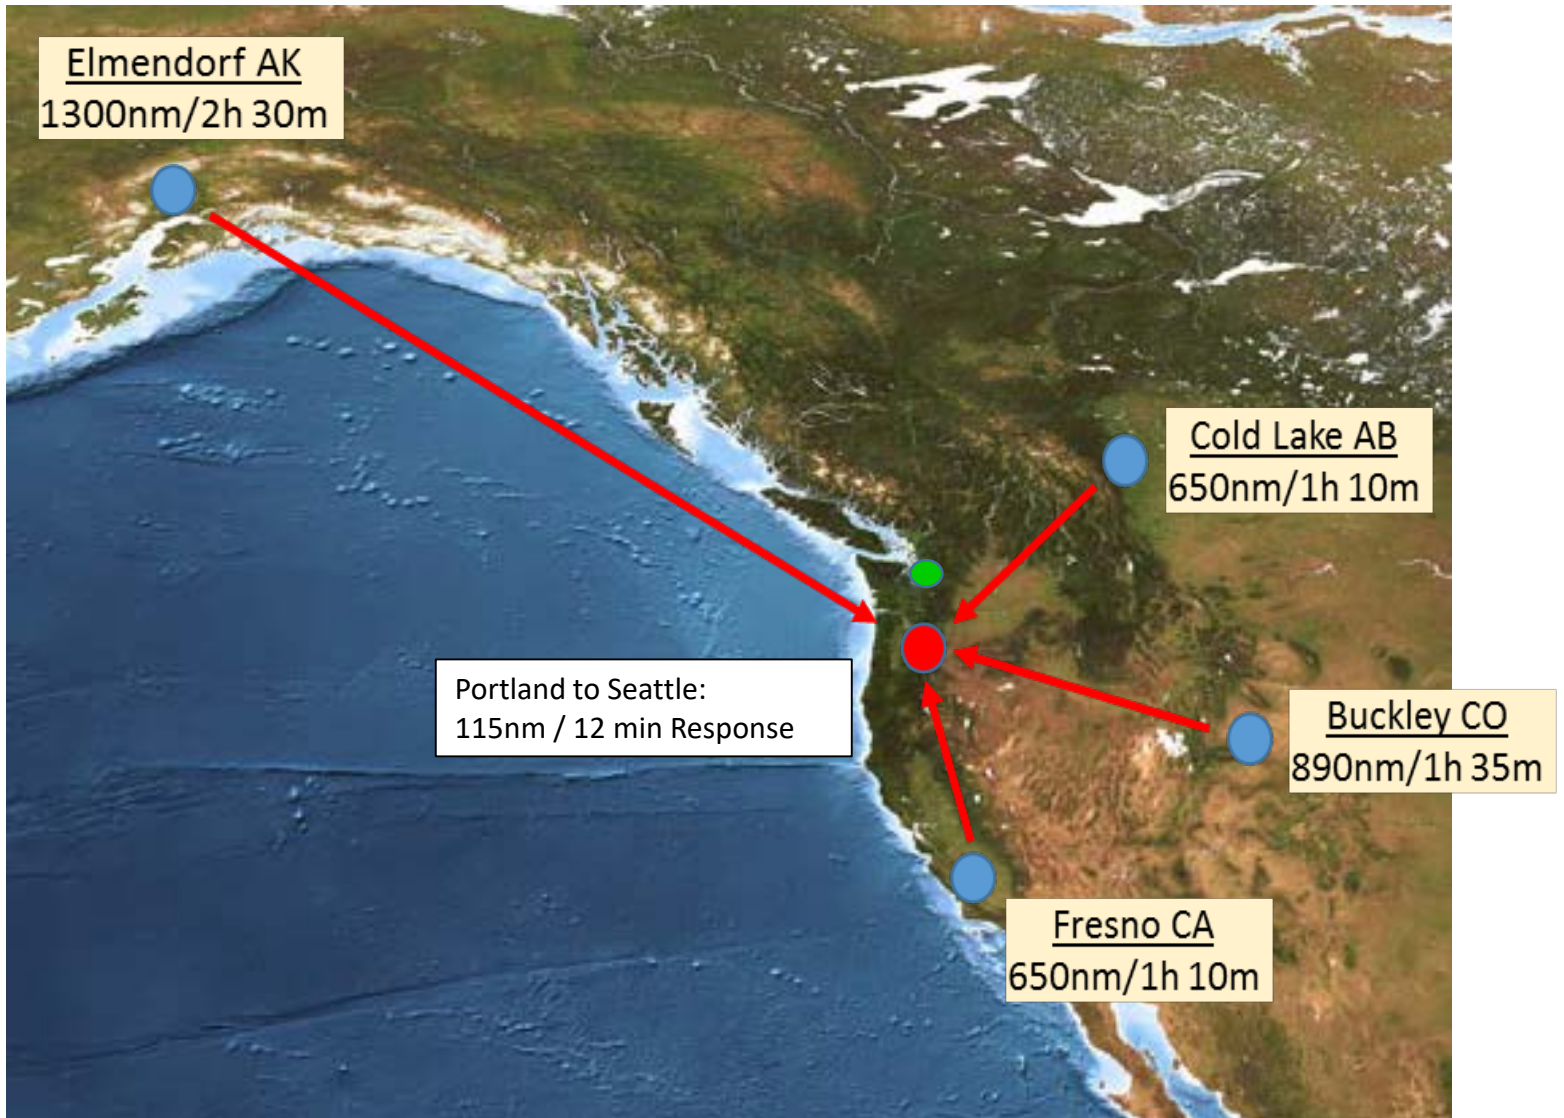 Elmendorf AK
1300nm/2h 30m
Cold Lake AB
650nm/1h 10m
Portland to Seattle:
115nm / 12 min Response
Buckley CO
890nm/1h 35m
Fresno CA
650nm/1h 10m